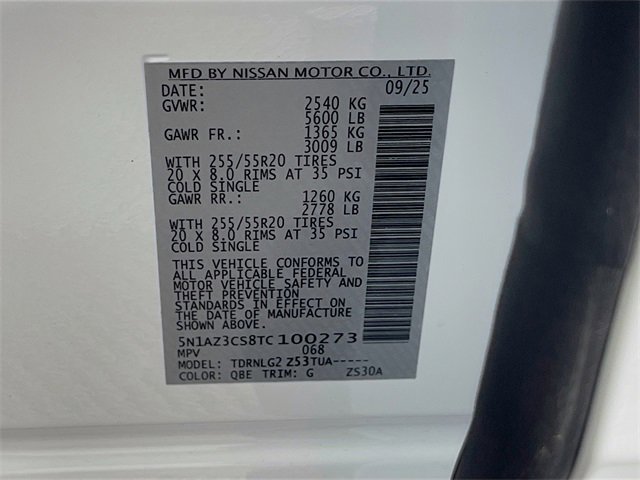 MFD BY NISSAN MOTOR CO., LTD.
DATE: 09/25
GVWR: 2540 KG
5600 LB
GAWR FR.: 1365 KG
3009 LB
WITH 255/55R20 TIRES
20 X 8.0 RIMS AT 35 PSI
COLD SINGLE
GAWR RR.: 1260 KG
2778 LB
WITH 255/55R20 TIRES
20 X 8.0 RIMS AT 35 PSI
COLD SINGLE
THIS VEHICLE CONFORMS TO
ALL APPLICABLE FEDERAL
MOTOR VEHICLE SAFETY AND
THEFT PREVENTION
STANDARDS IN EFFECT ON
THE DATE OF MANUFACTURE
SHOWN ABOVE.
5N1AZ3CS8TC100273
MPV 068
MODEL: TDRNLG2 Z53TUA-----
COLOR: QBE TRIM: G ZS30A